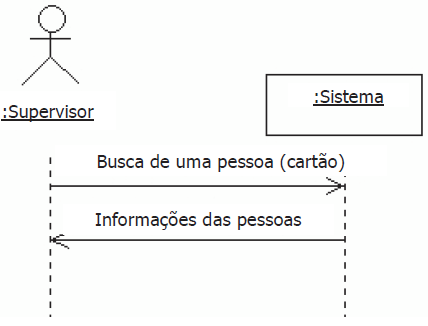 :Supervisor
:Sistema
Busca de uma pessoa (cartão)
Informações das pessoas